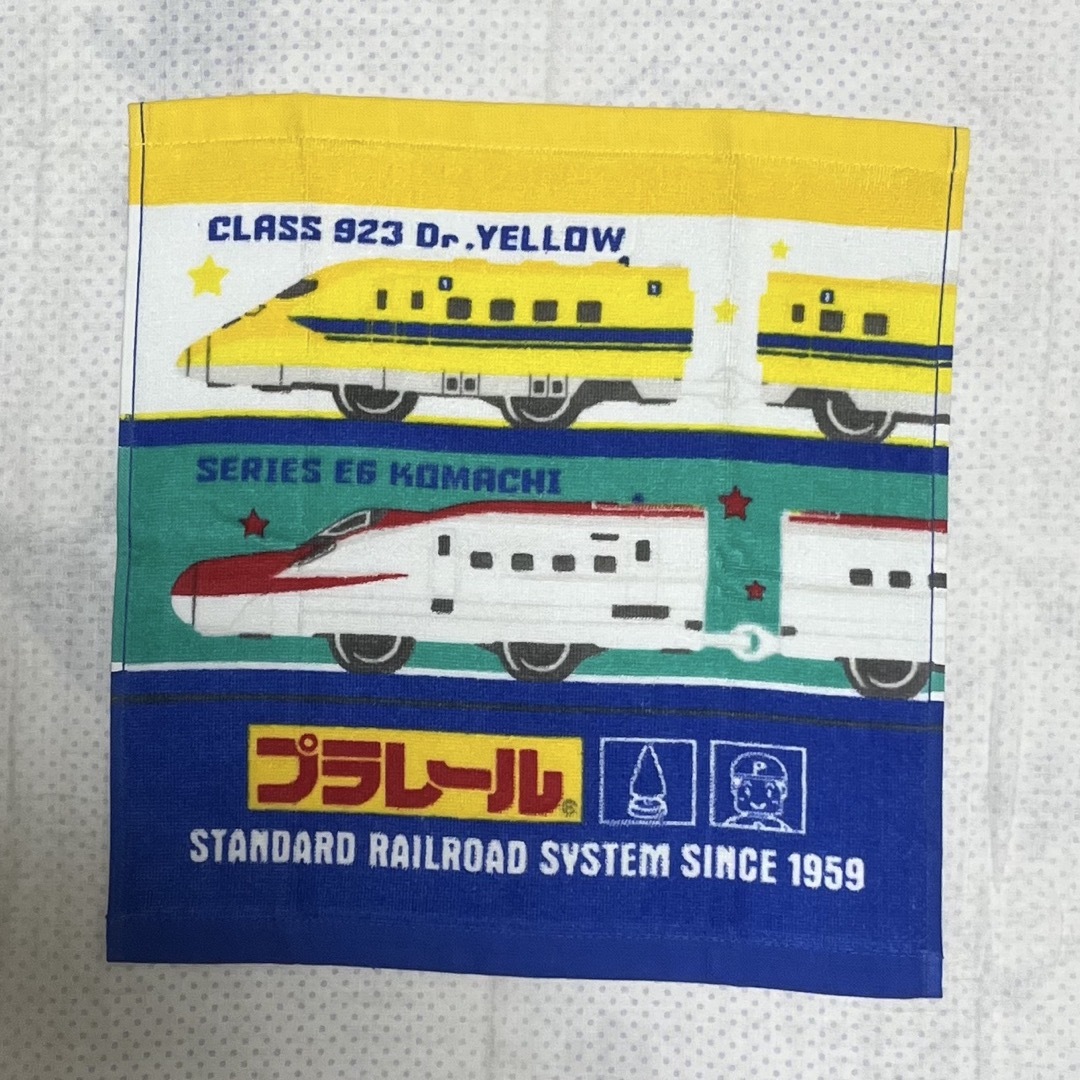 CLASS 923 Dr.YELLOW
SERIES E6 KOMACHI
プラレール®
P
STANDARD RAILROAD SYSTEM SINCE 1959